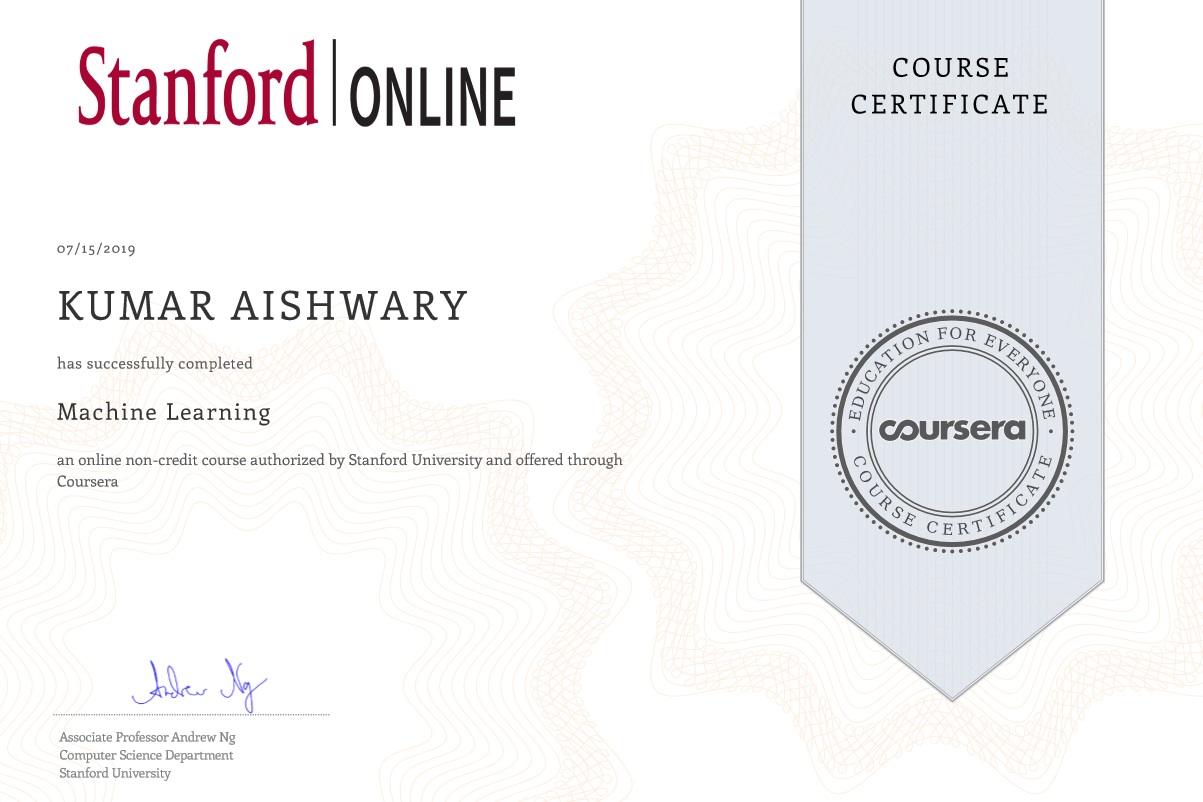 Stanford | ONLINE
COURSE
CERTIFICATE
07/15/2019
KUMAR AISHWARY
has successfully completed
Machine Learning
an online non-credit course authorized by Stanford University and offered through
Coursera
EDUCATION FOR EVERYONE
coursera
COURSE CERTIFICATE
Andrew Ng
Associate Professor Andrew Ng
Computer Science Department
Stanford University